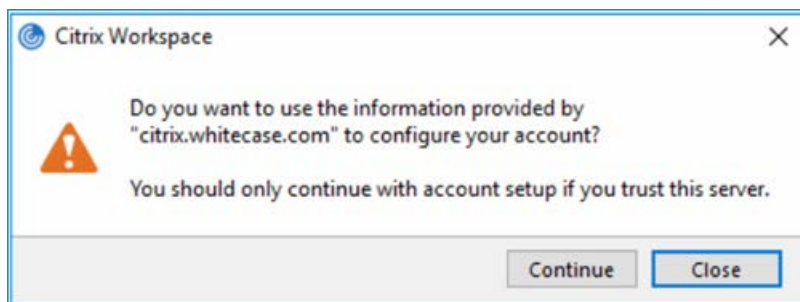 Citrix Workspace
Do you want to use the information provided by
"citrix.whitecase.com" to configure your account?
You should only continue with account setup if you trust this server.
Continue Close